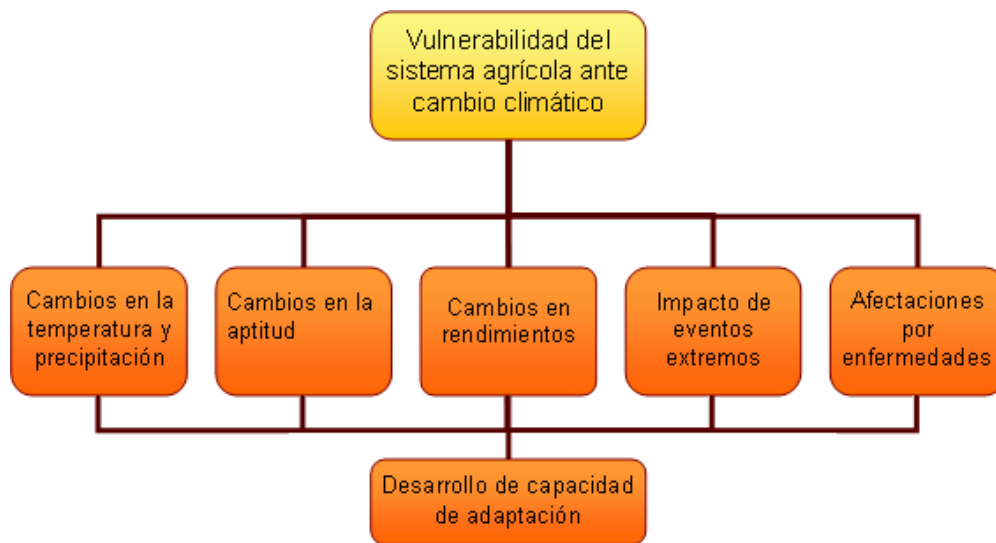 Vulnerabilidad del
sistema agrícola ante
cambio climático
Cambios en la
temperatura y
precipitación
Cambios en la
aptitud
Cambios en
rendimientos
Impacto de
eventos
extremos
Afectaciones
por
enfermedades
Desarrollo de capacidad
de adaptación